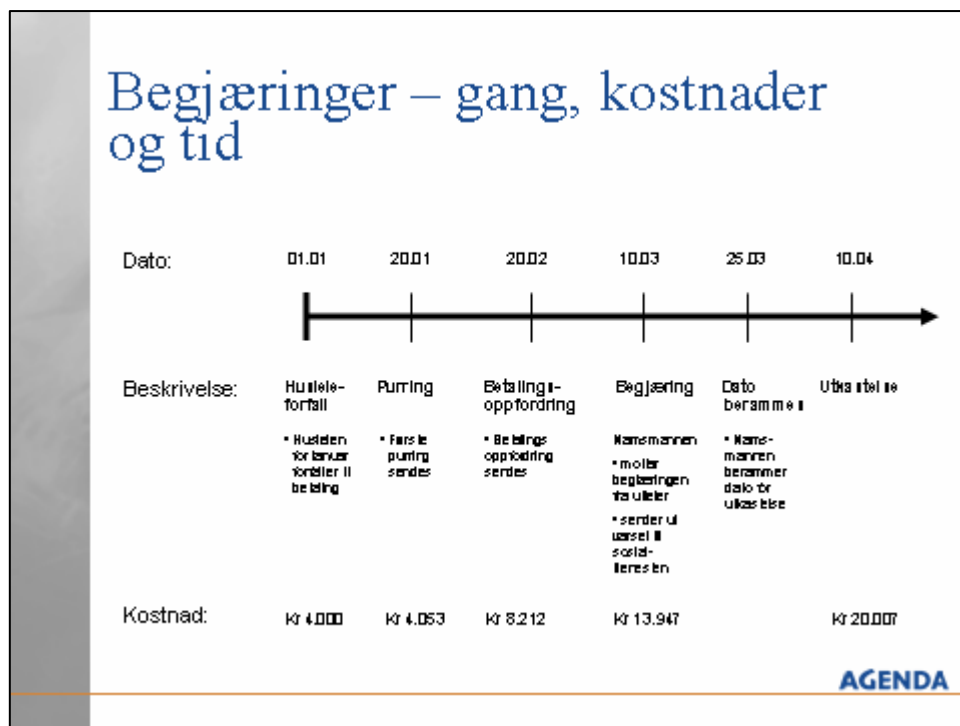 Begjæringer – gang, kostnader
og tid
Dato: 01.01 20.01 20.02 10.03 25.03 10.04
Beskrivelse: Husleie- Purring Betalings- Begjæring Dato Utkastelse
forfall oppfordring berammes
• Husleien • Første • Betalings Namsmannen • Nams-
for januar purring oppfordring • mottar mannen
forfaller til sendes sendes begjæringen berammer
betaling fra utleier dato for
• sender ut utkastelse
varsel til
sosial-
tjenesten
Kostnad: Kr 4.000 Kr 4.053 Kr 8.212 Kr 13.947 Kr 20.007
AGENDA